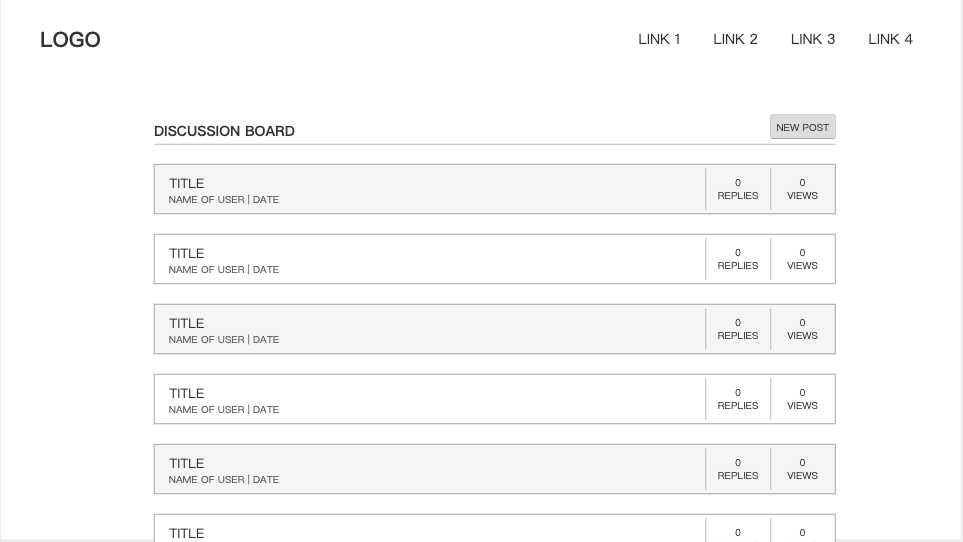 LOGO
LINK 1 LINK 2 LINK 3 LINK 4
DISCUSSION BOARD
NEW POST
TITLE
NAME OF USER | DATE
0
REPLIES
0
VIEWS
TITLE
NAME OF USER | DATE
0
REPLIES
0
VIEWS
TITLE
NAME OF USER | DATE
0
REPLIES
0
VIEWS
TITLE
NAME OF USER | DATE
0
REPLIES
0
VIEWS
TITLE
NAME OF USER | DATE
0
REPLIES
0
VIEWS
TITLE
0
0